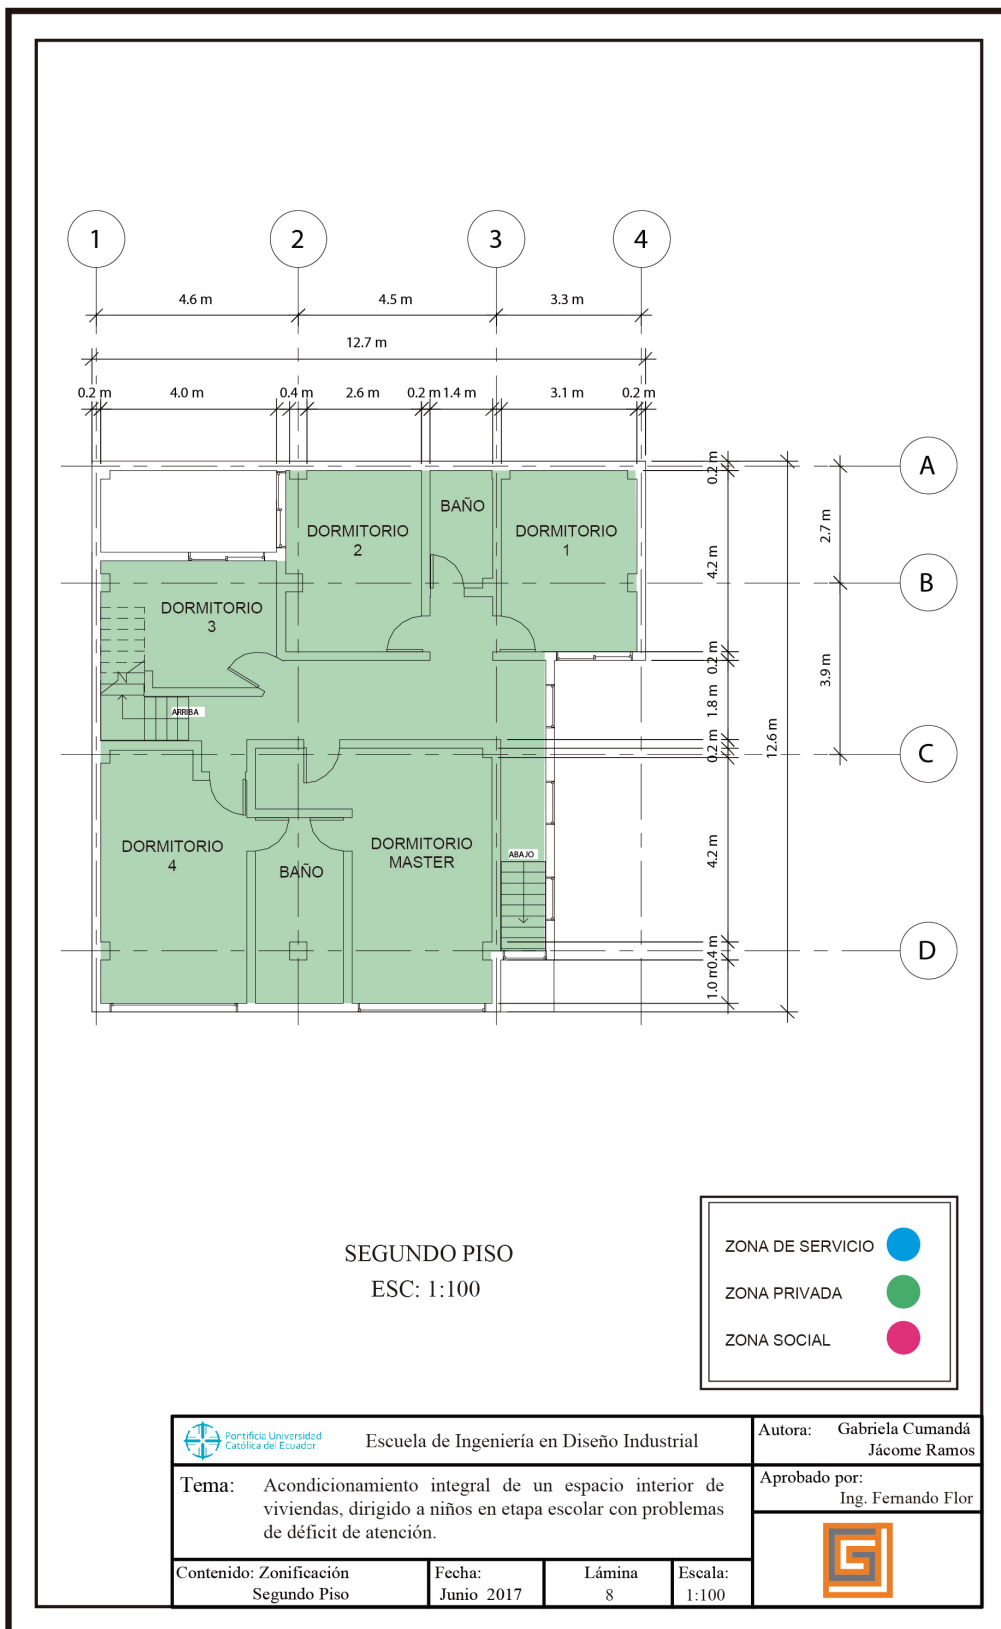 1
2
3
4
4.6 m
4.5 m
3.3 m
12.7 m
0.2 m
4.0 m
0.4 m
2.6 m
0.2 m
1.4 m
3.1 m
0.2 m
A
B
C
D
0.2 m
4.2 m
0.2 m
1.8 m
0.2 m
4.2 m
0.4 m
1.0 m
12.6 m
2.7 m
3.9 m
BAÑO
DORMITORIO
2
DORMITORIO
1
DORMITORIO
3
ARRIBA
DORMITORIO
4
BAÑO
DORMITORIO
MASTER
ABAJO
SEGUNDO PISO
ESC: 1:100
ZONA DE SERVICIO
ZONA PRIVADA
ZONA SOCIAL
Pontificia Universidad
Católica del Ecuador
Escuela de Ingeniería en Diseño Industrial
Autora: Gabriela Cumandá
Jácome Ramos
Tema: Acondicionamiento integral de un espacio interior de
viviendas, dirigido a niños en etapa escolar con problemas
de déficit de atención.
Aprobado por:
Ing. Fernando Flor
Contenido: Zonificación
Segundo Piso
Fecha:
Junio 2017
Lámina
8
Escala:
1:100